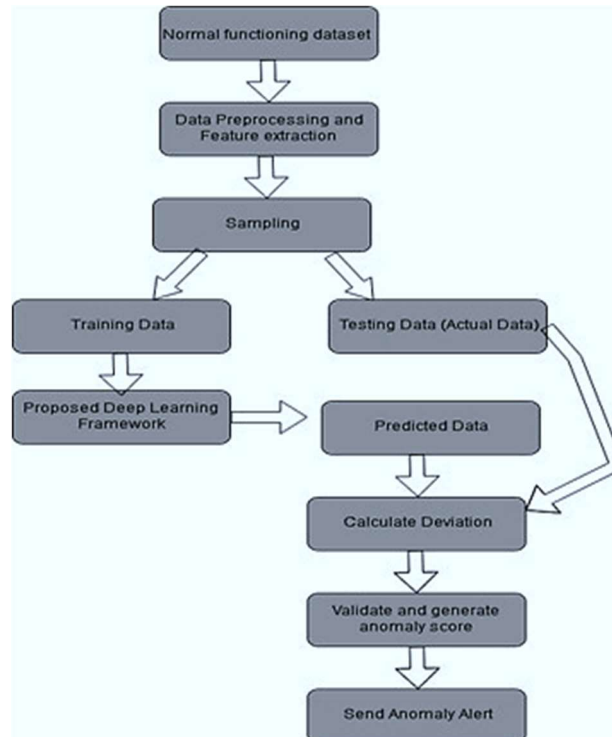 Normal functioning dataset
Data Preprocessing and
Feature extraction
Sampling
Training Data
Testing Data (Actual Data)
Proposed Deep Learning
Framework
Predicted Data
Calculate Deviation
Validate and generate
anomaly score
Send Anomaly Alert